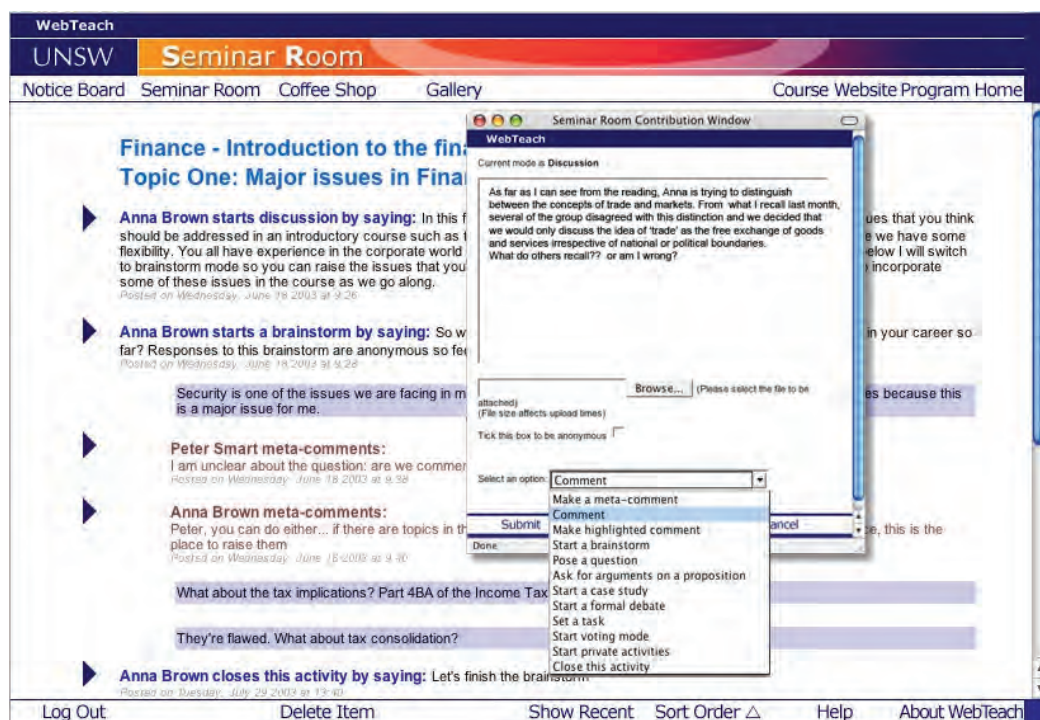 WebTeach
UNSW Seminar Room
Notice Board Seminar Room Coffee Shop Gallery Course Website Program Home
Finance - Introduction to the fina
Topic One: Major issues in Finan
Anna Brown starts discussion by saying: In this f
ues that you think
should be addressed in an introductory course such as t
e we have some
flexibility. You all have experience in the corporate world
elow I will switch
to brainstorm mode so you can raise the issues that you
incorporate
some of these issues in the course as we go along.
Posted on Wednesday, June 18 2003 at 9:26
Anna Brown starts a brainstorm by saying: So w
in your career so
far? Responses to this brainstorm are anonymous so fee
Posted on Wednesday, June 18 2003 at 9:28
Security is one of the issues we are facing in m
es because this
is a major issue for me.
Peter Smart meta-comments:
I am unclear about the question: are we commen
Posted on Wednesday, June 18 2003 at 9:38
Anna Brown meta-comments:
Peter, you can do either... if there are topics in th
ce, this is the
place to raise them
Posted on Wednesday, June 18 2003 at 9:40
What about the tax implications? Part 4BA of the Income Tax
They're flawed. What about tax consolidation?
Anna Brown closes this activity by saying: Let's finish the brainstorm
Posted on Tuesday, July 29 2003 at 13:40
Log Out Delete Item Show Recent Sort Order △ Help About WebTeach
Seminar Room Contribution Window
WebTeach
Current mode is Discussion
As far as I can see from the reading, Anna is trying to distinguish
between the concepts of trade and markets. From what I recall last month,
several of the group disagreed with this distinction and we decided that
we would only discuss the idea of 'trade' as the free exchange of goods
and services irrespective of national or political boundaries.
What do others recall?? or am I wrong?
Browse... (Please select the file to be
attached)
(File size affects upload times)
Tick this box to be anonymous
Select an option: Comment
Make a meta-comment
Comment
Make highlighted comment
Start a brainstorm
Pose a question
Ask for arguments on a proposition
Start a case study
Start a formal debate
Set a task
Start voting mode
Start private activities
Close this activity
Submit
ancel
Done